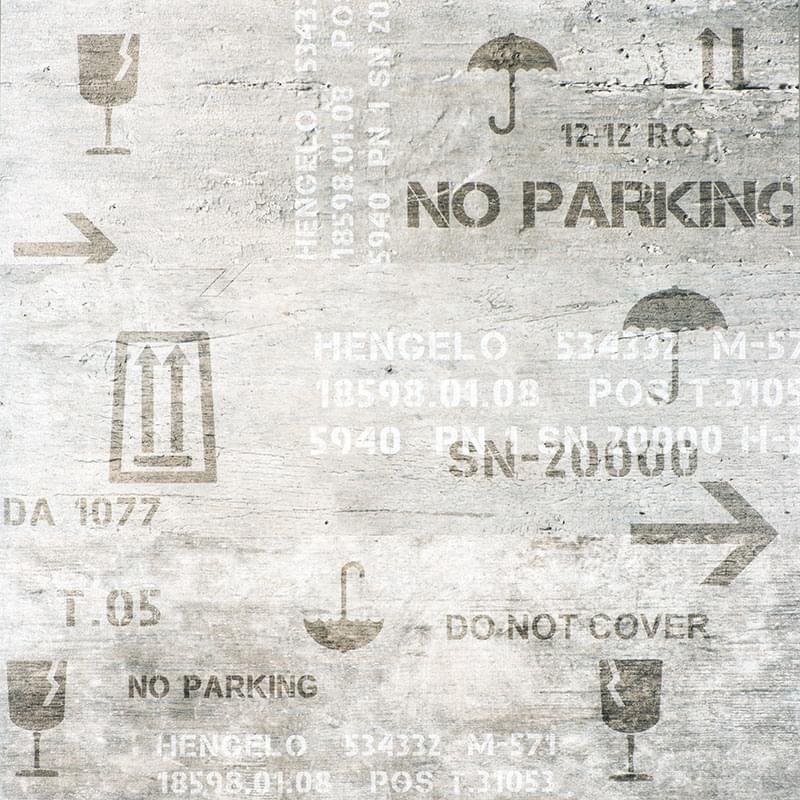 HENGELO 5343
18598.01.08 POS
5940 PN 1 SN 20
12.12 RO
NO PARKING
HENGELO 534332 M-57
18598.01.08 POS T.3105
5940 PN 1 SN 20000 H-5
SN-20000
DA 1077
T.05
DO NOT COVER
NO PARKING
HENGELO 534332 M-571
18598.01.08 POS T.31053